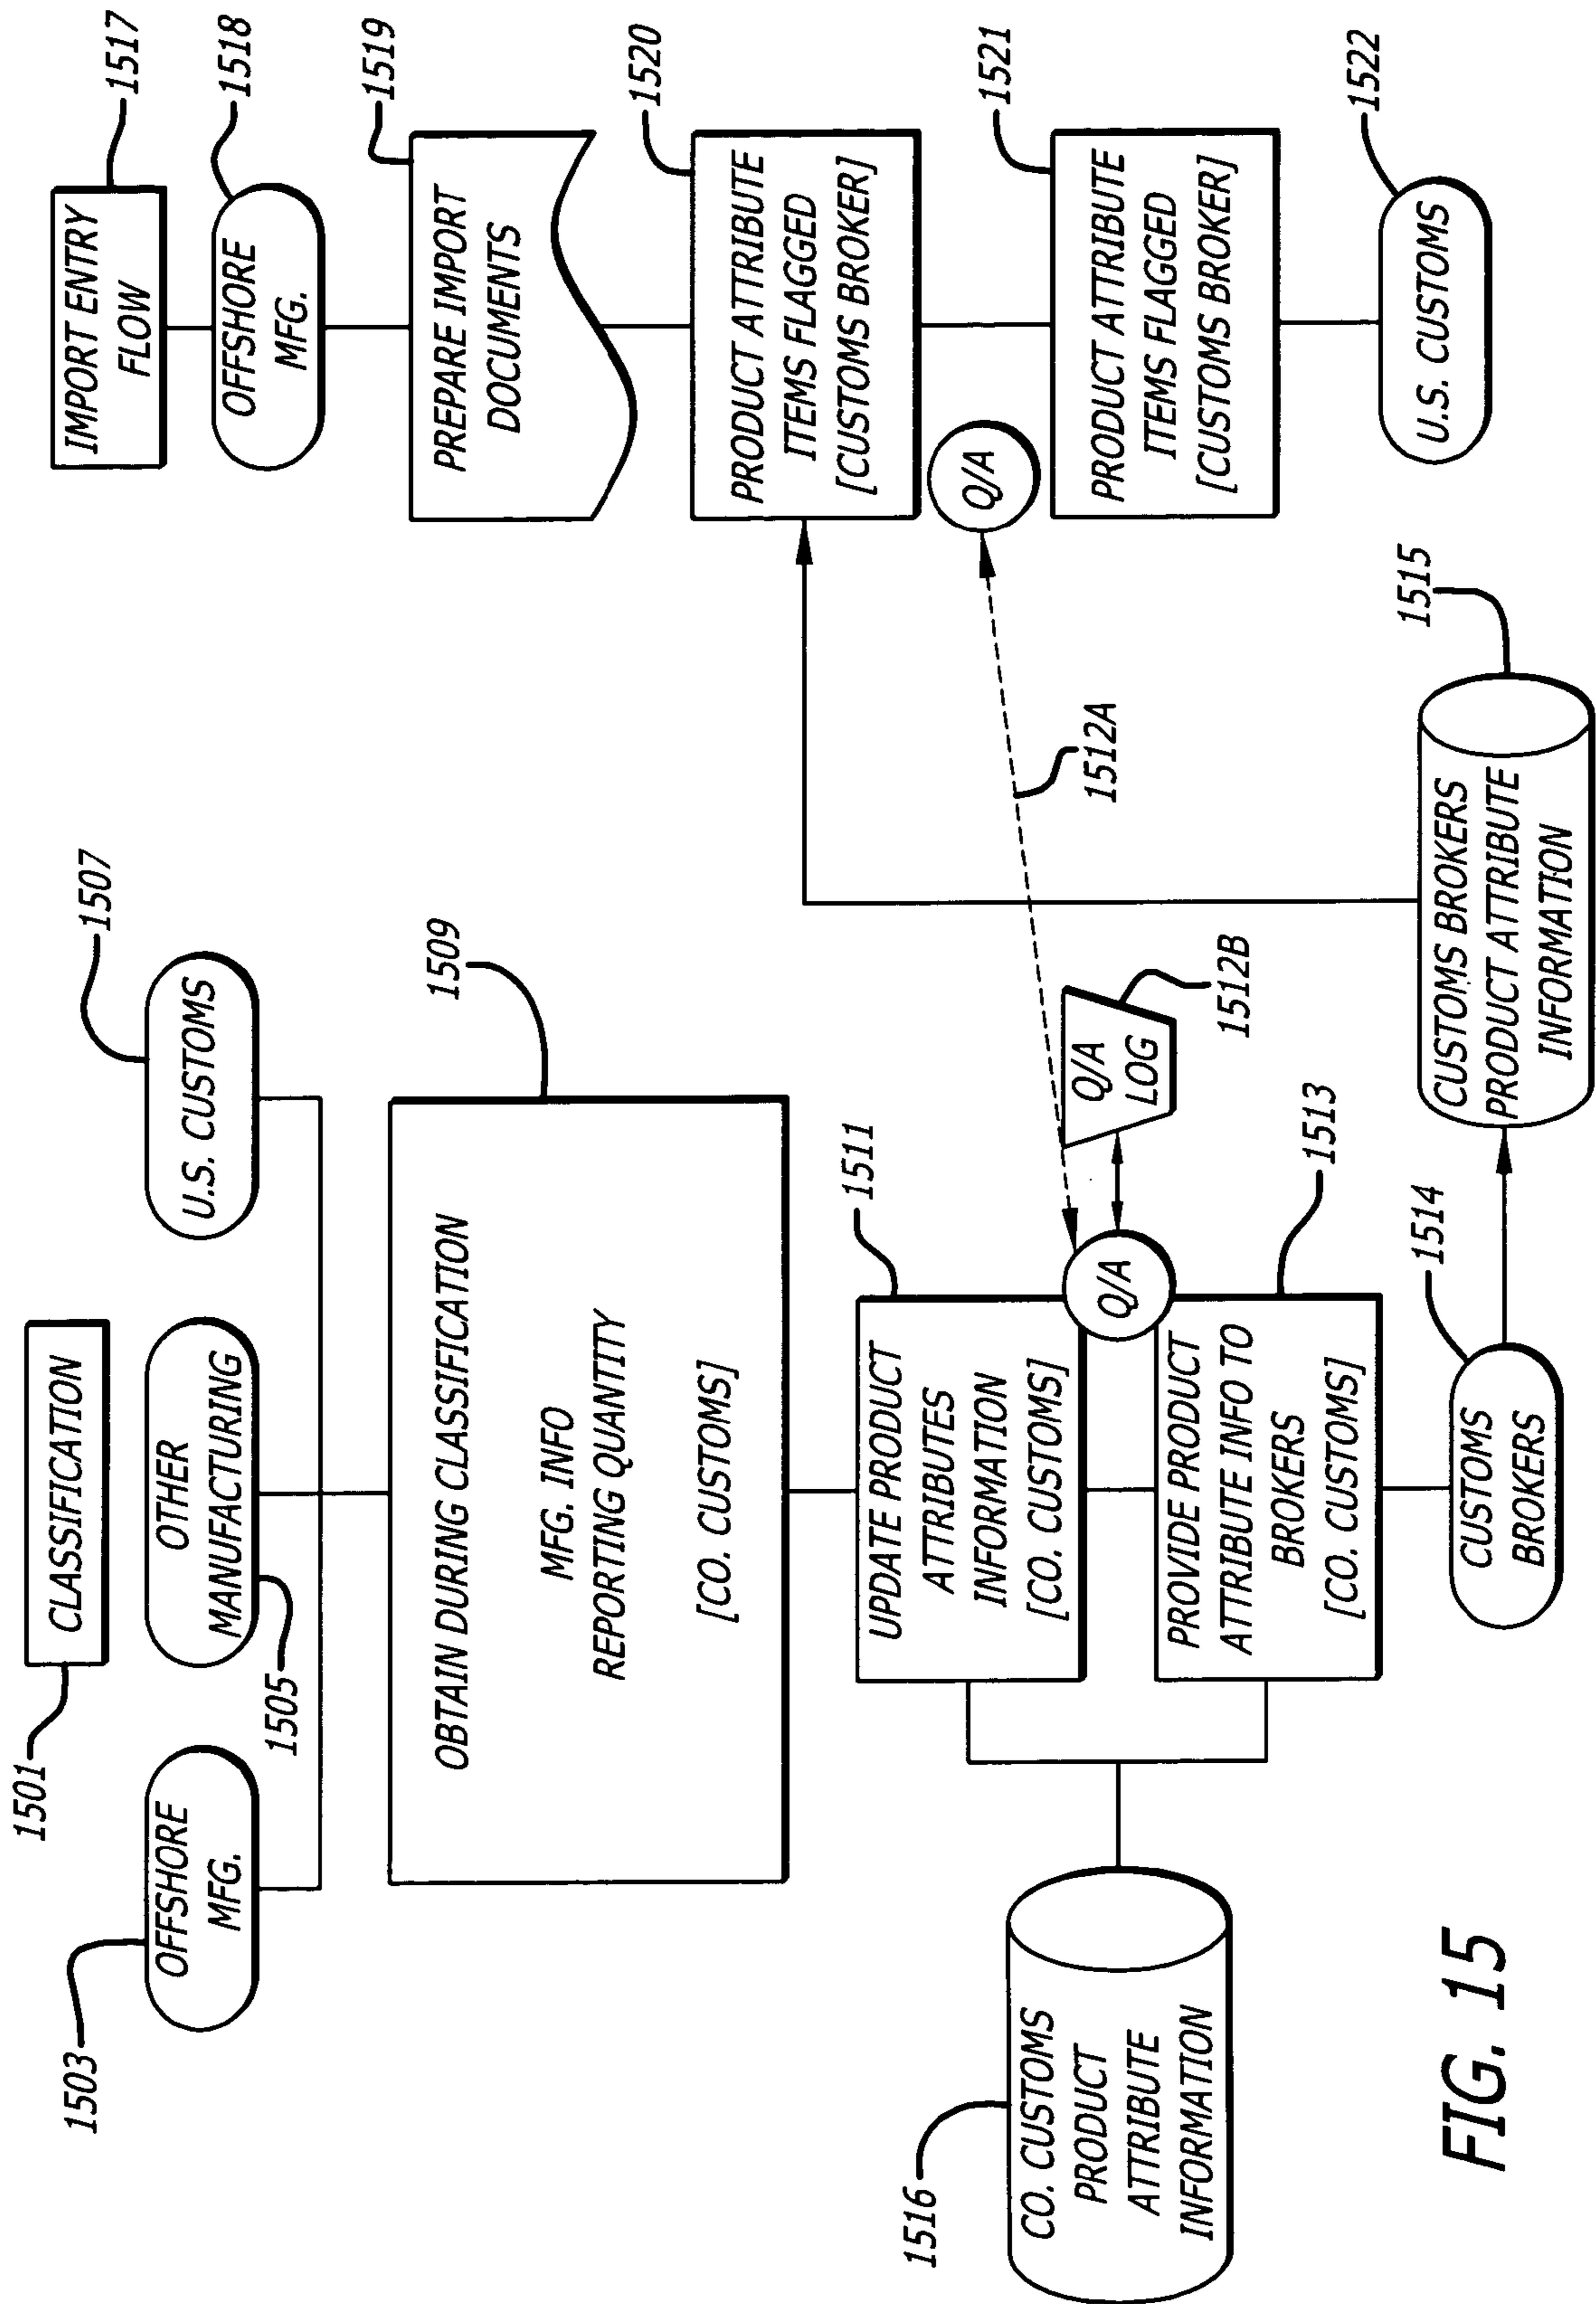 1501
CLASSIFICATION
1503
OFFSHORE
MFG.
1505
OTHER
MANUFACTURING
1507
U.S. CUSTOMS
1509
OBTAIN DURING CLASSIFICATION
MFG. INFO
REPORTING QUANTITY
[CO. CUSTOMS]
1511
UPDATE PRODUCT
ATTRIBUTES
INFORMATION
[CO. CUSTOMS]
Q/A
Q/A
LOG
1512B
1512A
1513
PROVIDE PRODUCT
ATTRIBUTE INFO TO
BROKERS
[CO. CUSTOMS]
1516
CO. CUSTOMS
PRODUCT
ATTRIBUTE
INFORMATION
1514
CUSTOMS
BROKERS
1515
CUSTOMS BROKERS
PRODUCT ATTRIBUTE
INFORMATION
1517
IMPORT ENTRY
FLOW
1518
OFFSHORE
MFG.
1519
PREPARE IMPORT
DOCUMENTS
1520
PRODUCT ATTRIBUTE
ITEMS FLAGGED
[CUSTOMS BROKER]
Q/A
1521
PRODUCT ATTRIBUTE
ITEMS FLAGGED
[CUSTOMS BROKER]
1522
U.S. CUSTOMS
FIG. 15